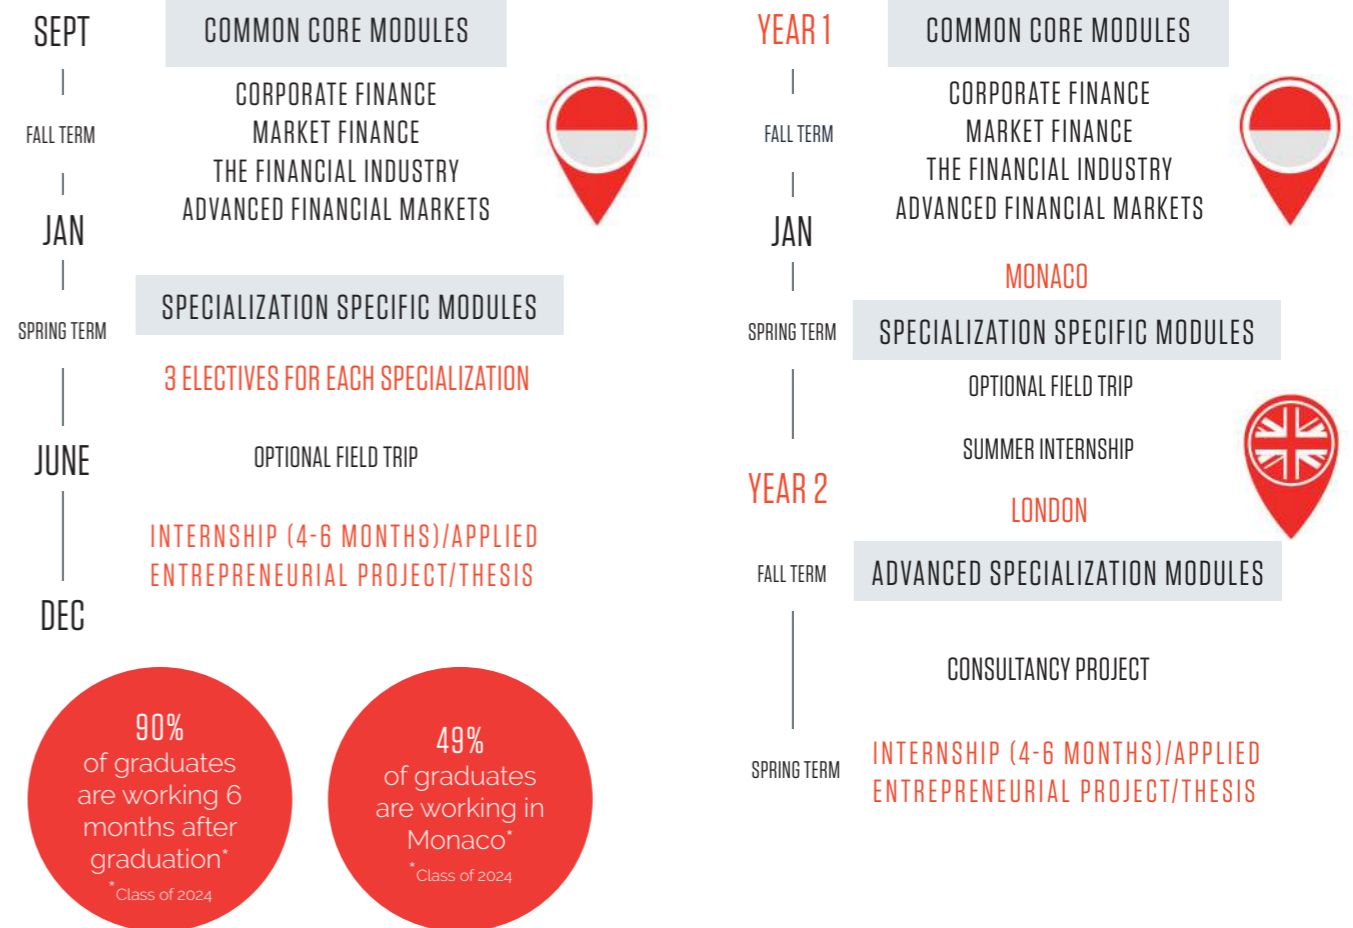 SEPT
COMMON CORE MODULES
CORPORATE FINANCE
FALL TERM
MARKET FINANCE
THE FINANCIAL INDUSTRY
ADVANCED FINANCIAL MARKETS
JAN
SPECIALIZATION SPECIFIC MODULES
SPRING TERM
3 ELECTIVES FOR EACH SPECIALIZATION
OPTIONAL FIELD TRIP
JUNE
INTERNSHIP (4-6 MONTHS)/APPLIED
ENTREPRENEURIAL PROJECT/THESIS
DEC
90%
of graduates
are working 6
months after
graduation*
*Class of 2024
49%
of graduates
are working in
Monaco*
*Class of 2024
YEAR 1
COMMON CORE MODULES
CORPORATE FINANCE
FALL TERM
MARKET FINANCE
THE FINANCIAL INDUSTRY
ADVANCED FINANCIAL MARKETS
JAN
MONACO
SPRING TERM
SPECIALIZATION SPECIFIC MODULES
OPTIONAL FIELD TRIP
SUMMER INTERNSHIP
YEAR 2
LONDON
FALL TERM
ADVANCED SPECIALIZATION MODULES
CONSULTANCY PROJECT
SPRING TERM
INTERNSHIP (4-6 MONTHS)/APPLIED
ENTREPRENEURIAL PROJECT/THESIS